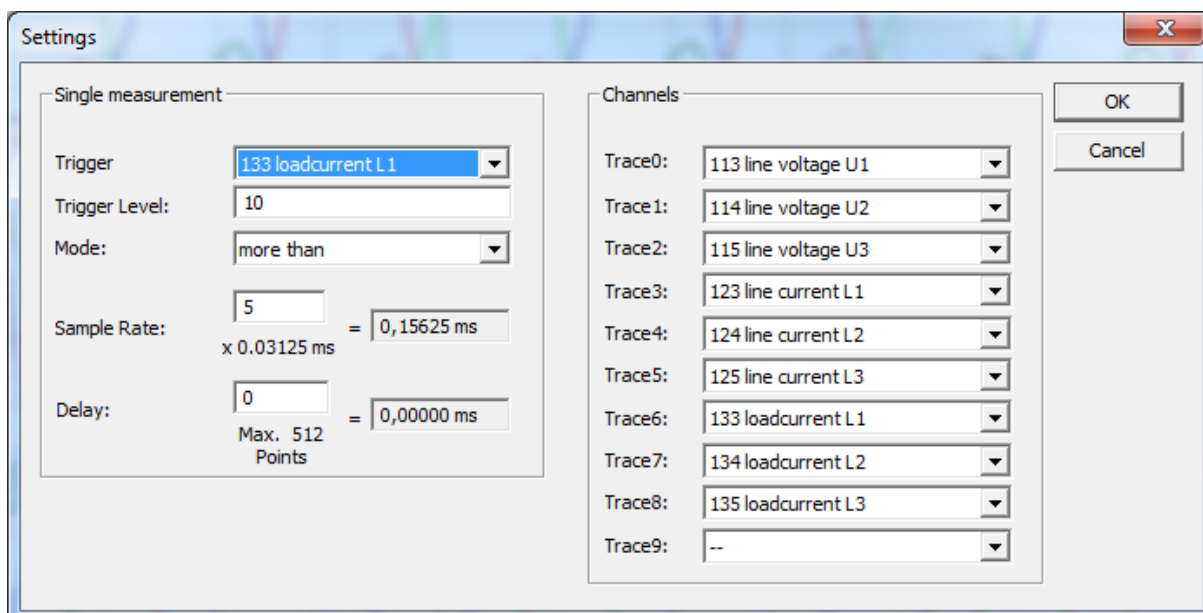 Settings
X
Single measurement
Trigger 133 loadcurrent L1
Trigger Level: 10
Mode: more than
Sample Rate: 5 = 0,15625 ms
x 0.03125 ms
Delay: 0 = 0,00000 ms
Max. 512
Points
Channels
Trace0: 113 line voltage U1
Trace1: 114 line voltage U2
Trace2: 115 line voltage U3
Trace3: 123 line current L1
Trace4: 124 line current L2
Trace5: 125 line current L3
Trace6: 133 loadcurrent L1
Trace7: 134 loadcurrent L2
Trace8: 135 loadcurrent L3
Trace9: --
OK
Cancel